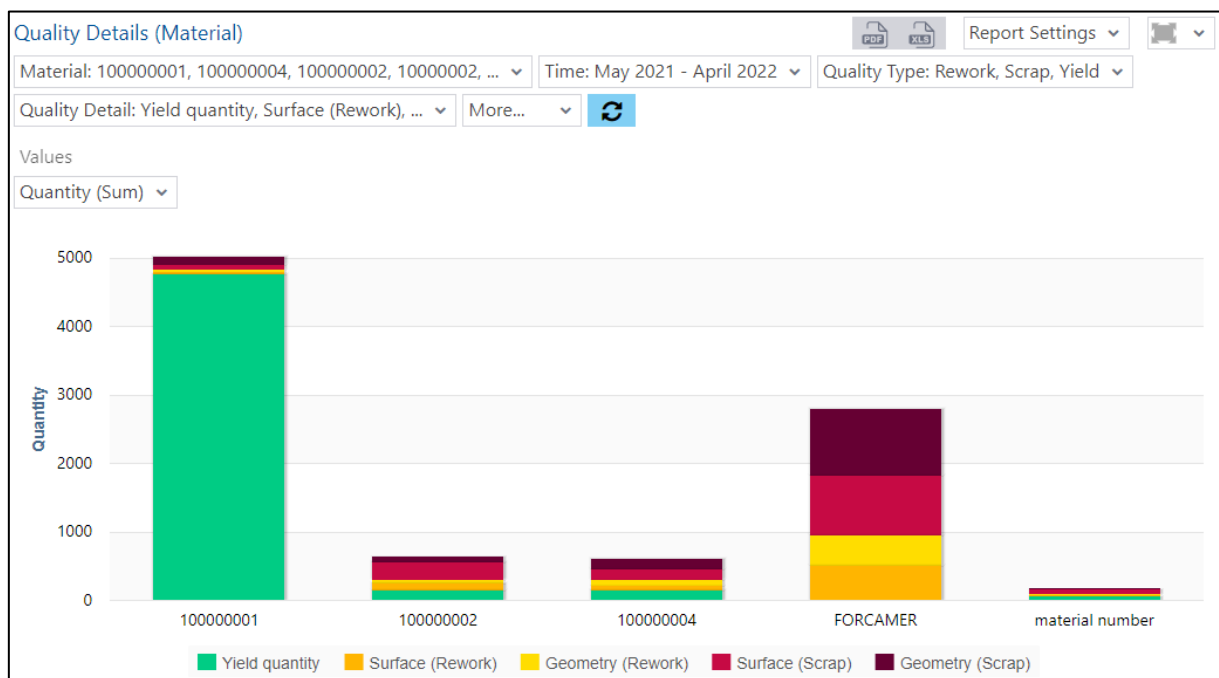 Quality Details (Material)
PDF XLS Report Settings
Material: 100000001, 100000004, 100000002, 10000002, ... Time: May 2021 - April 2022 Quality Type: Rework, Scrap, Yield
Quality Detail: Yield quantity, Surface (Rework), ... More...
Values
Quantity (Sum)
5000
4000
3000
2000
1000
0
Quantity
100000001 100000002 100000004 FORCAMER material number
Yield quantity Surface (Rework) Geometry (Rework) Surface (Scrap) Geometry (Scrap)